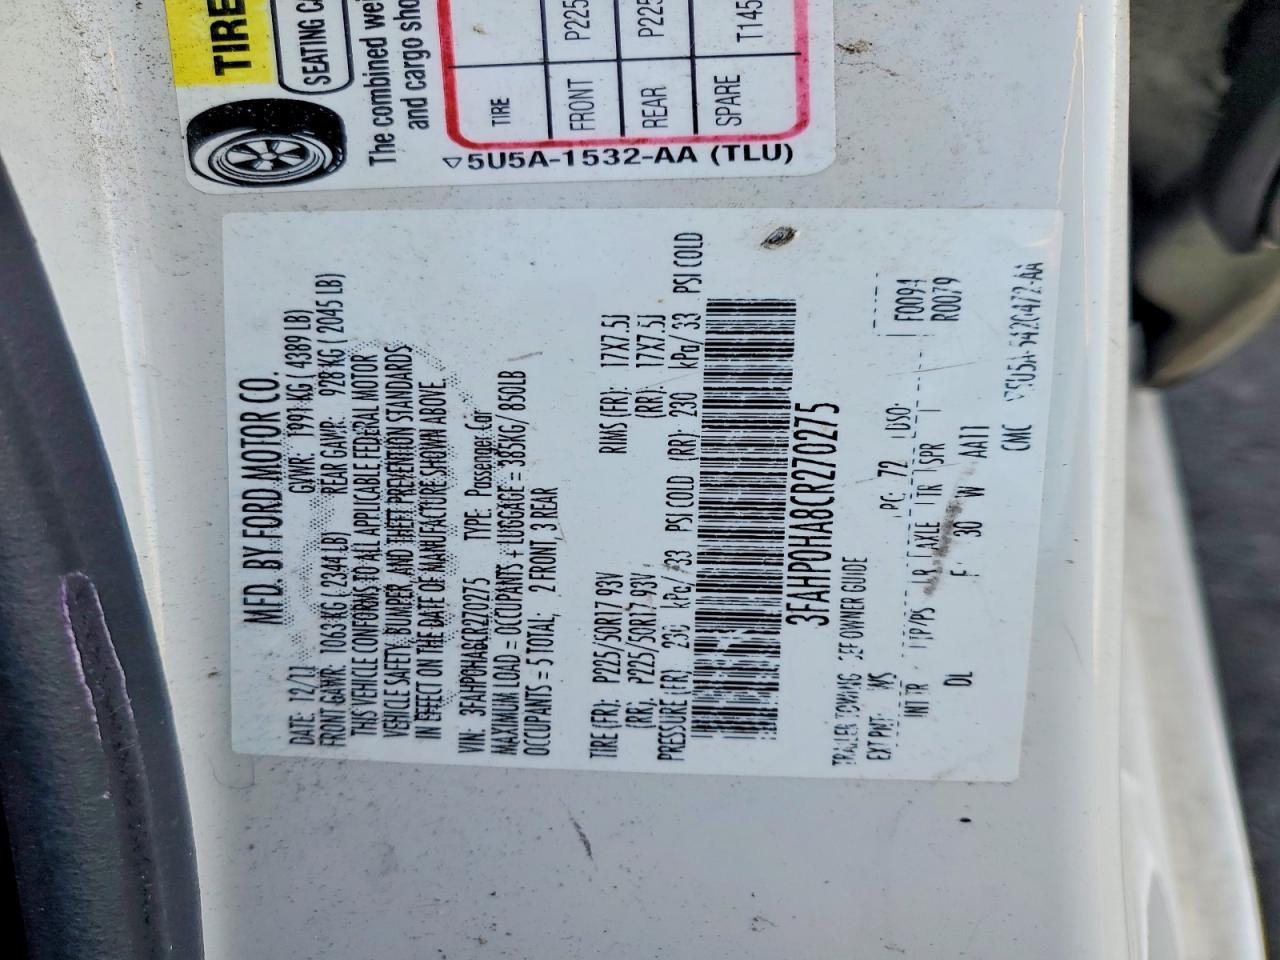 TIRE
SEATING CA
The combined wei
and cargo sho
TIRE
FRONT P225
REAR P225
SPARE T145
5U5A-1532-AA (TLU)
MFD. BY FORD MOTOR CO.
DATE: 12/11 GVWR: 1991 KG ( 4389 LB)
FRONT GAWR: 1063 KG ( 2344 LB) REAR GAWR: 928 KG ( 2045 LB)
THIS VEHICLE CONFORMS TO ALL APPLICABLE FEDERAL MOTOR
VEHICLE SAFETY, BUMPER, AND THEFT PREVENTION STANDARDS
IN EFFECT ON THE DATE OF MANUFACTURE SHOWN ABOVE.
VIN: 3FAHP0HA8CR270275 TYPE: Passenger Car
MAXIMUM LOAD = OCCUPANTS + LUGGAGE = 385KG/ 850LB
OCCUPANTS = 5 TOTAL; 2 FRONT, 3 REAR
TIRE (FR): P225/50R17 93V RIMS (FR): 17X7.5J
(RR): P225/50R17 93V (RR): 17X7.5J
PRESSURE (FR) 230 kPa/ 33 PSI COLD (RR): 230 kPa/ 33 PSI COLD
3FAHP0HA8CR270275
TRAILER TOWING - SEE OWNER GUIDE
EXT PNT: WS RC: 72 DSO: F0094
INT TR TP/PS R AXLE TR SPR R0079
DL F 30 W AA11
CMC